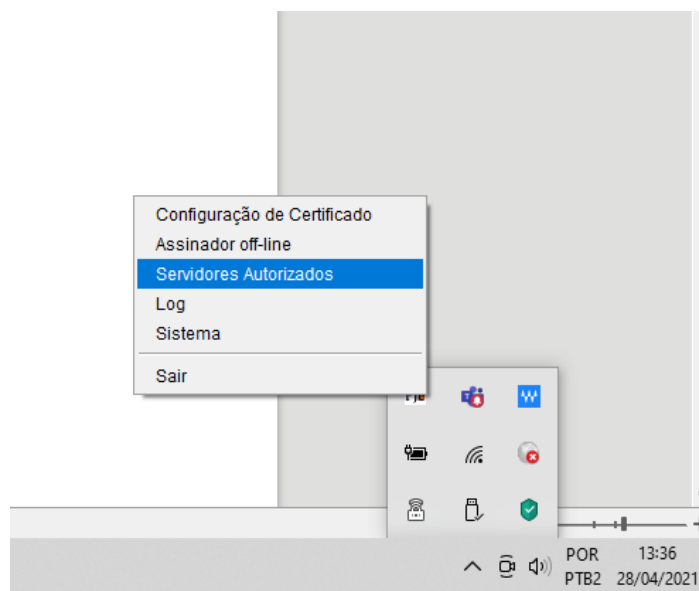 Configuração de Certificado
Assinador off-line
Servidores Autorizados
Log
Sistema
Sair
POR
PTB2
13:36
28/04/2021